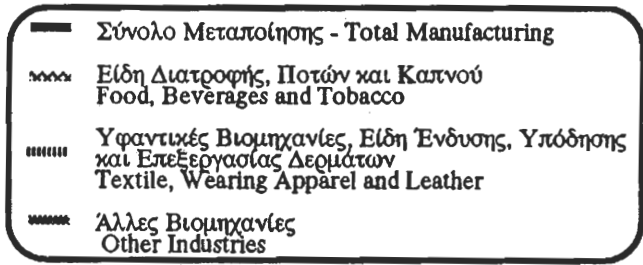 Σύνολο Μεταποίησης - Total Manufacturing
Είδη Διατροφής, Ποτών και Καπνού
Food, Beverages and Tobacco
Υφαντικές Βιομηχανίες, Είδη Ένδυσης, Υπόδησης
και Επεξεργασίας Δερμάτων
Textile, Wearing Apparel and Leather
Άλλες Βιομηχανίες
Other Industries